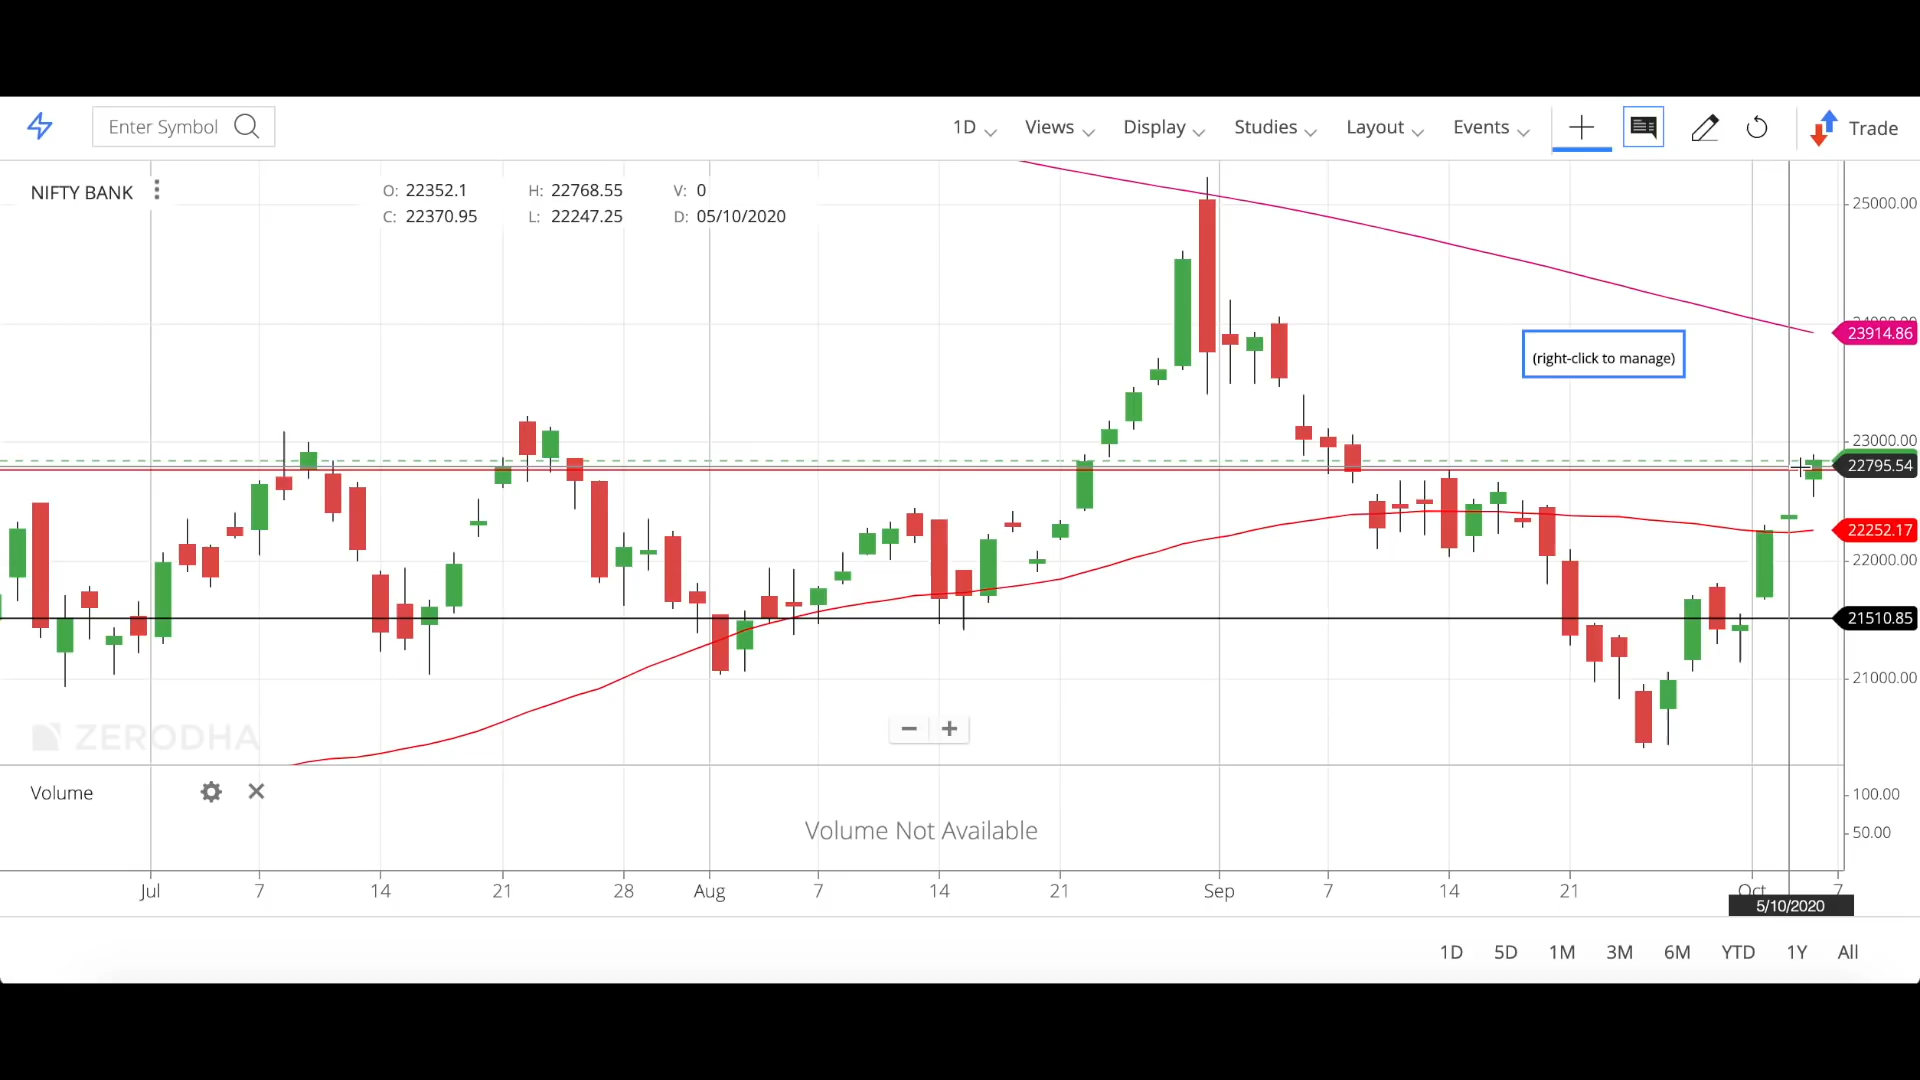 Enter Symbol
1D Views Display Studies Layout Events Trade
NIFTY BANK
O: 22352.1 H: 22768.55 V: 0
C: 22370.95 L: 22247.25 D: 05/10/2020
25000.00
23914.86
(right-click to manage)
23000.00
22795.54
22252.17
22000.00
21510.85
21000.00
ZERODHA
− +
Volume
100.00
Volume Not Available
50.00
Jul 7 14 21 28 Aug 7 14 21 Sep 7 14 21 Oct 7
5/10/2020
1D 5D 1M 3M 6M YTD 1Y All